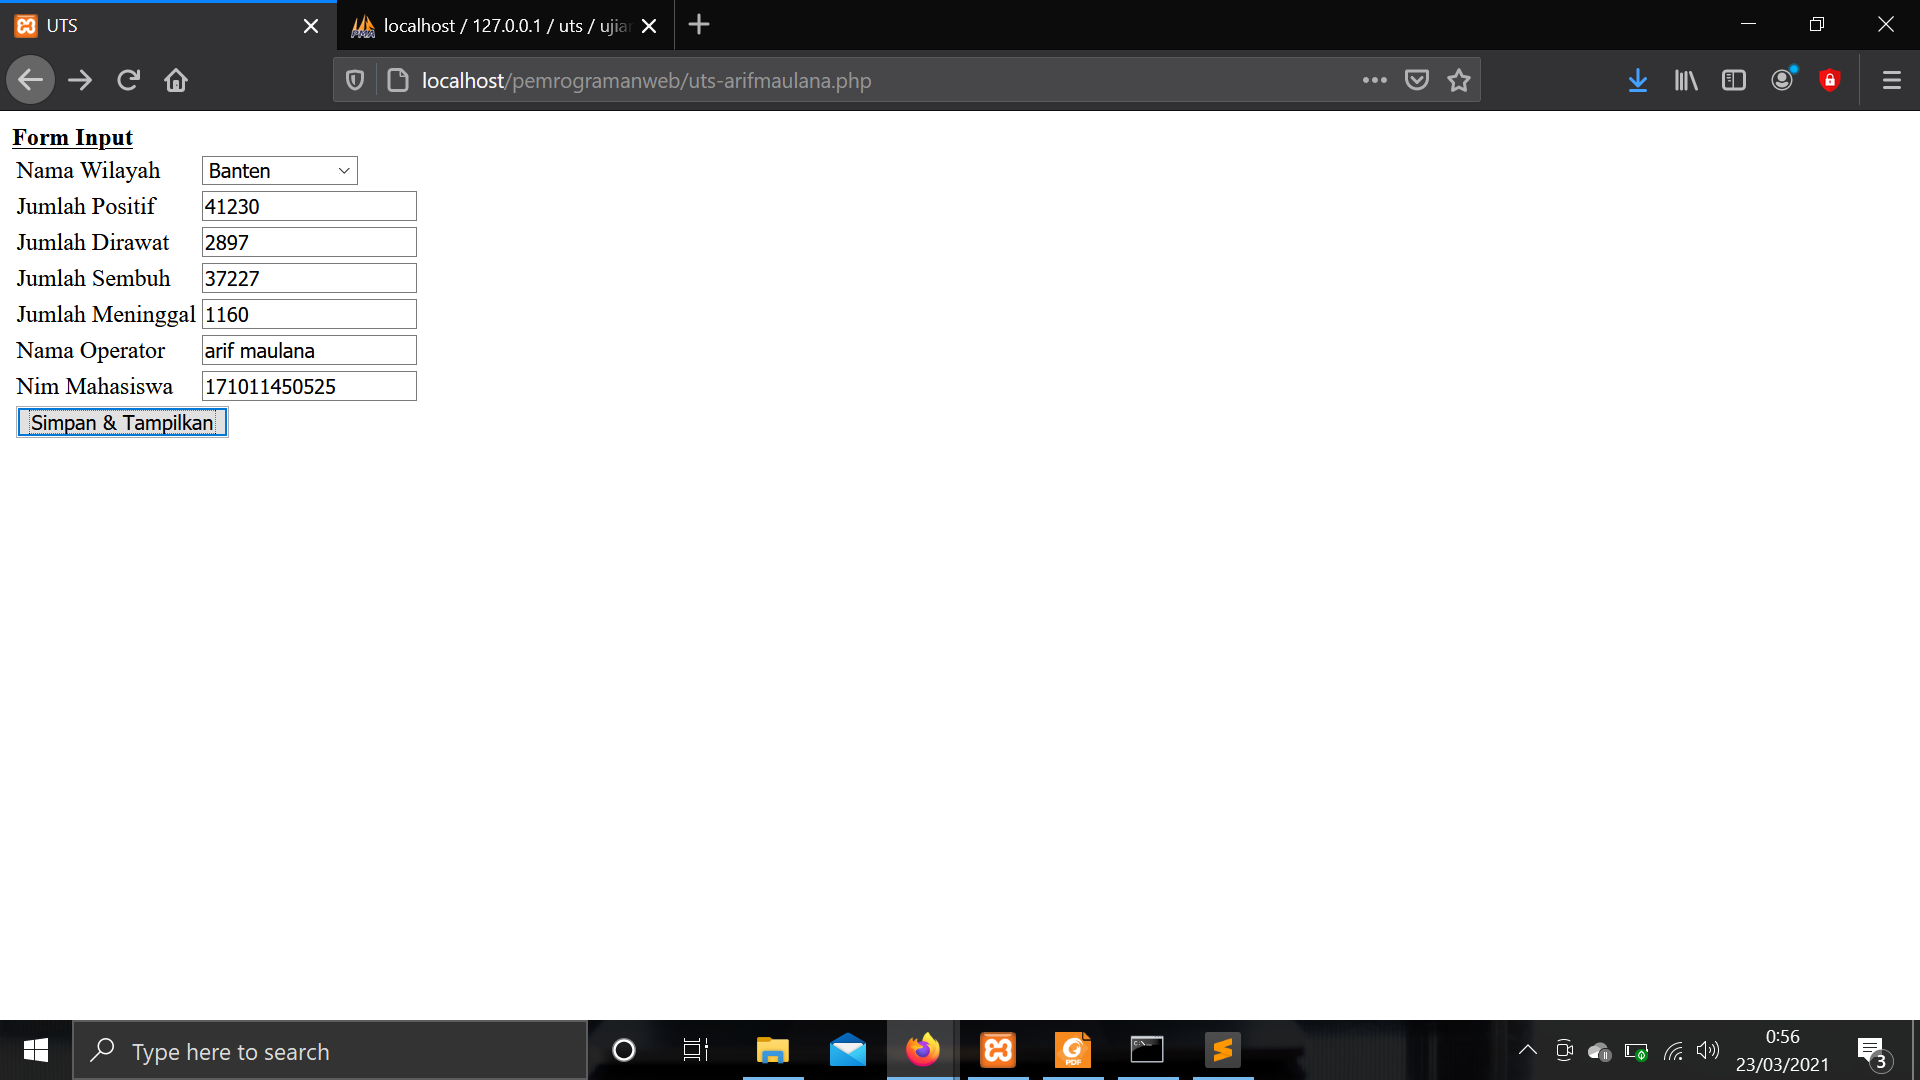 UTS
localhost / 127.0.0.1 / uts / ujian
localhost/pemrogramanweb/uts-arifmaulana.php
Form Input
Nama Wilayah Banten
Jumlah Positif 41230
Jumlah Dirawat 2897
Jumlah Sembuh 37227
Jumlah Meninggal 1160
Nama Operator arif maulana
Nim Mahasiswa 171011450525
Simpan & Tampilkan
Type here to search
0:56
23/03/2021
3